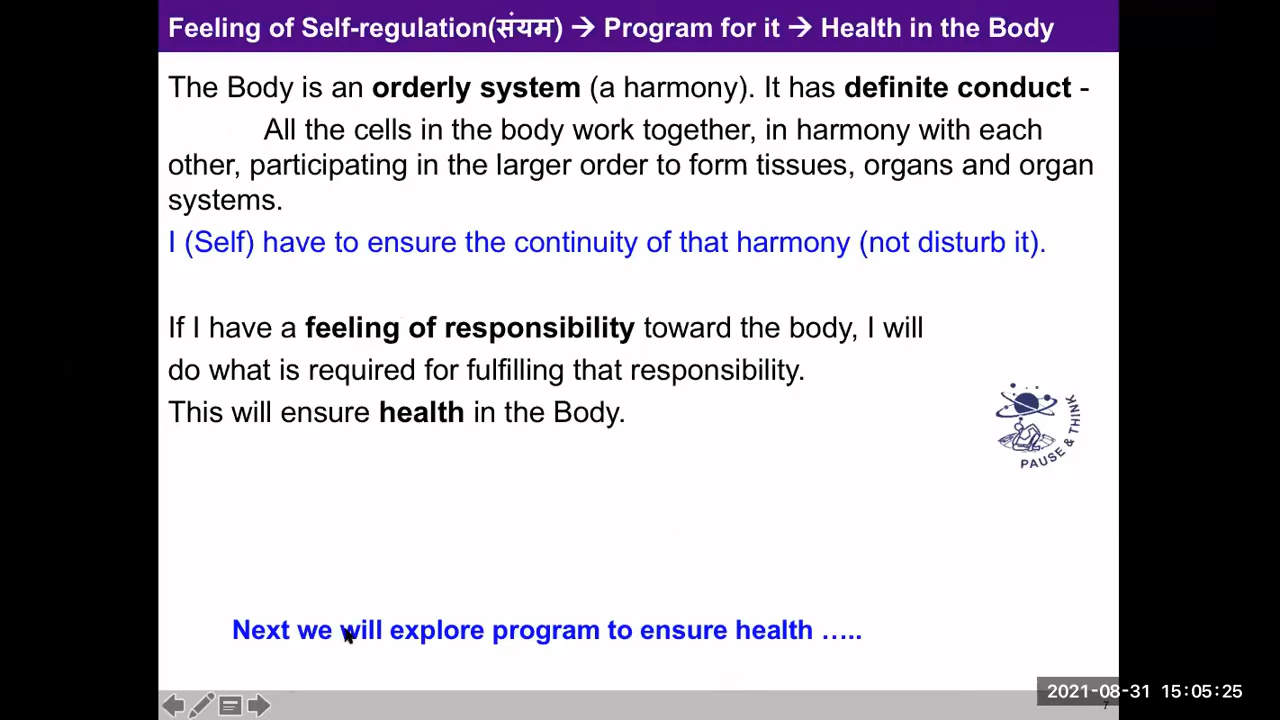 Feeling of Self-regulation(संयम) → Program for it → Health in the Body
The Body is an orderly system (a harmony). It has definite conduct -
All the cells in the body work together, in harmony with each
other, participating in the larger order to form tissues, organs and organ
systems.
I (Self) have to ensure the continuity of that harmony (not disturb it).
If I have a feeling of responsibility toward the body, I will
do what is required for fulfilling that responsibility.
This will ensure health in the Body.
PAUSE & THINK
Next we will explore program to ensure health …..
2021-08-31 15:05:25
7